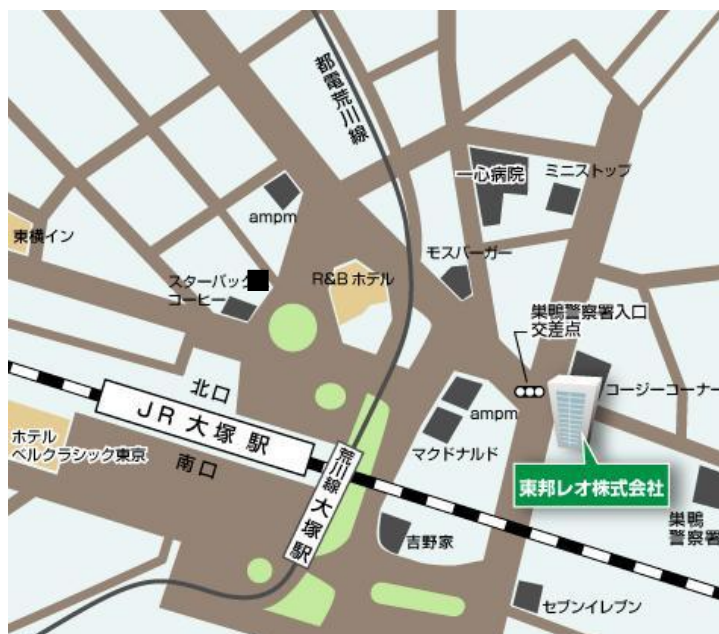 都電荒川線
一心病院
ミニストップ
ampm
東横イン
スターバック
コーヒー
R&Bホテル
モスバーガー
巣鴨警察署入口
交差点
北口
JR大塚駅
南口
ホテル
ベルクラシック東京
荒川線大塚駅
ampm
マクドナルド
コージーコーナー
東邦レオ株式会社
吉野家
巣鴨
警察署
セブンイレブン